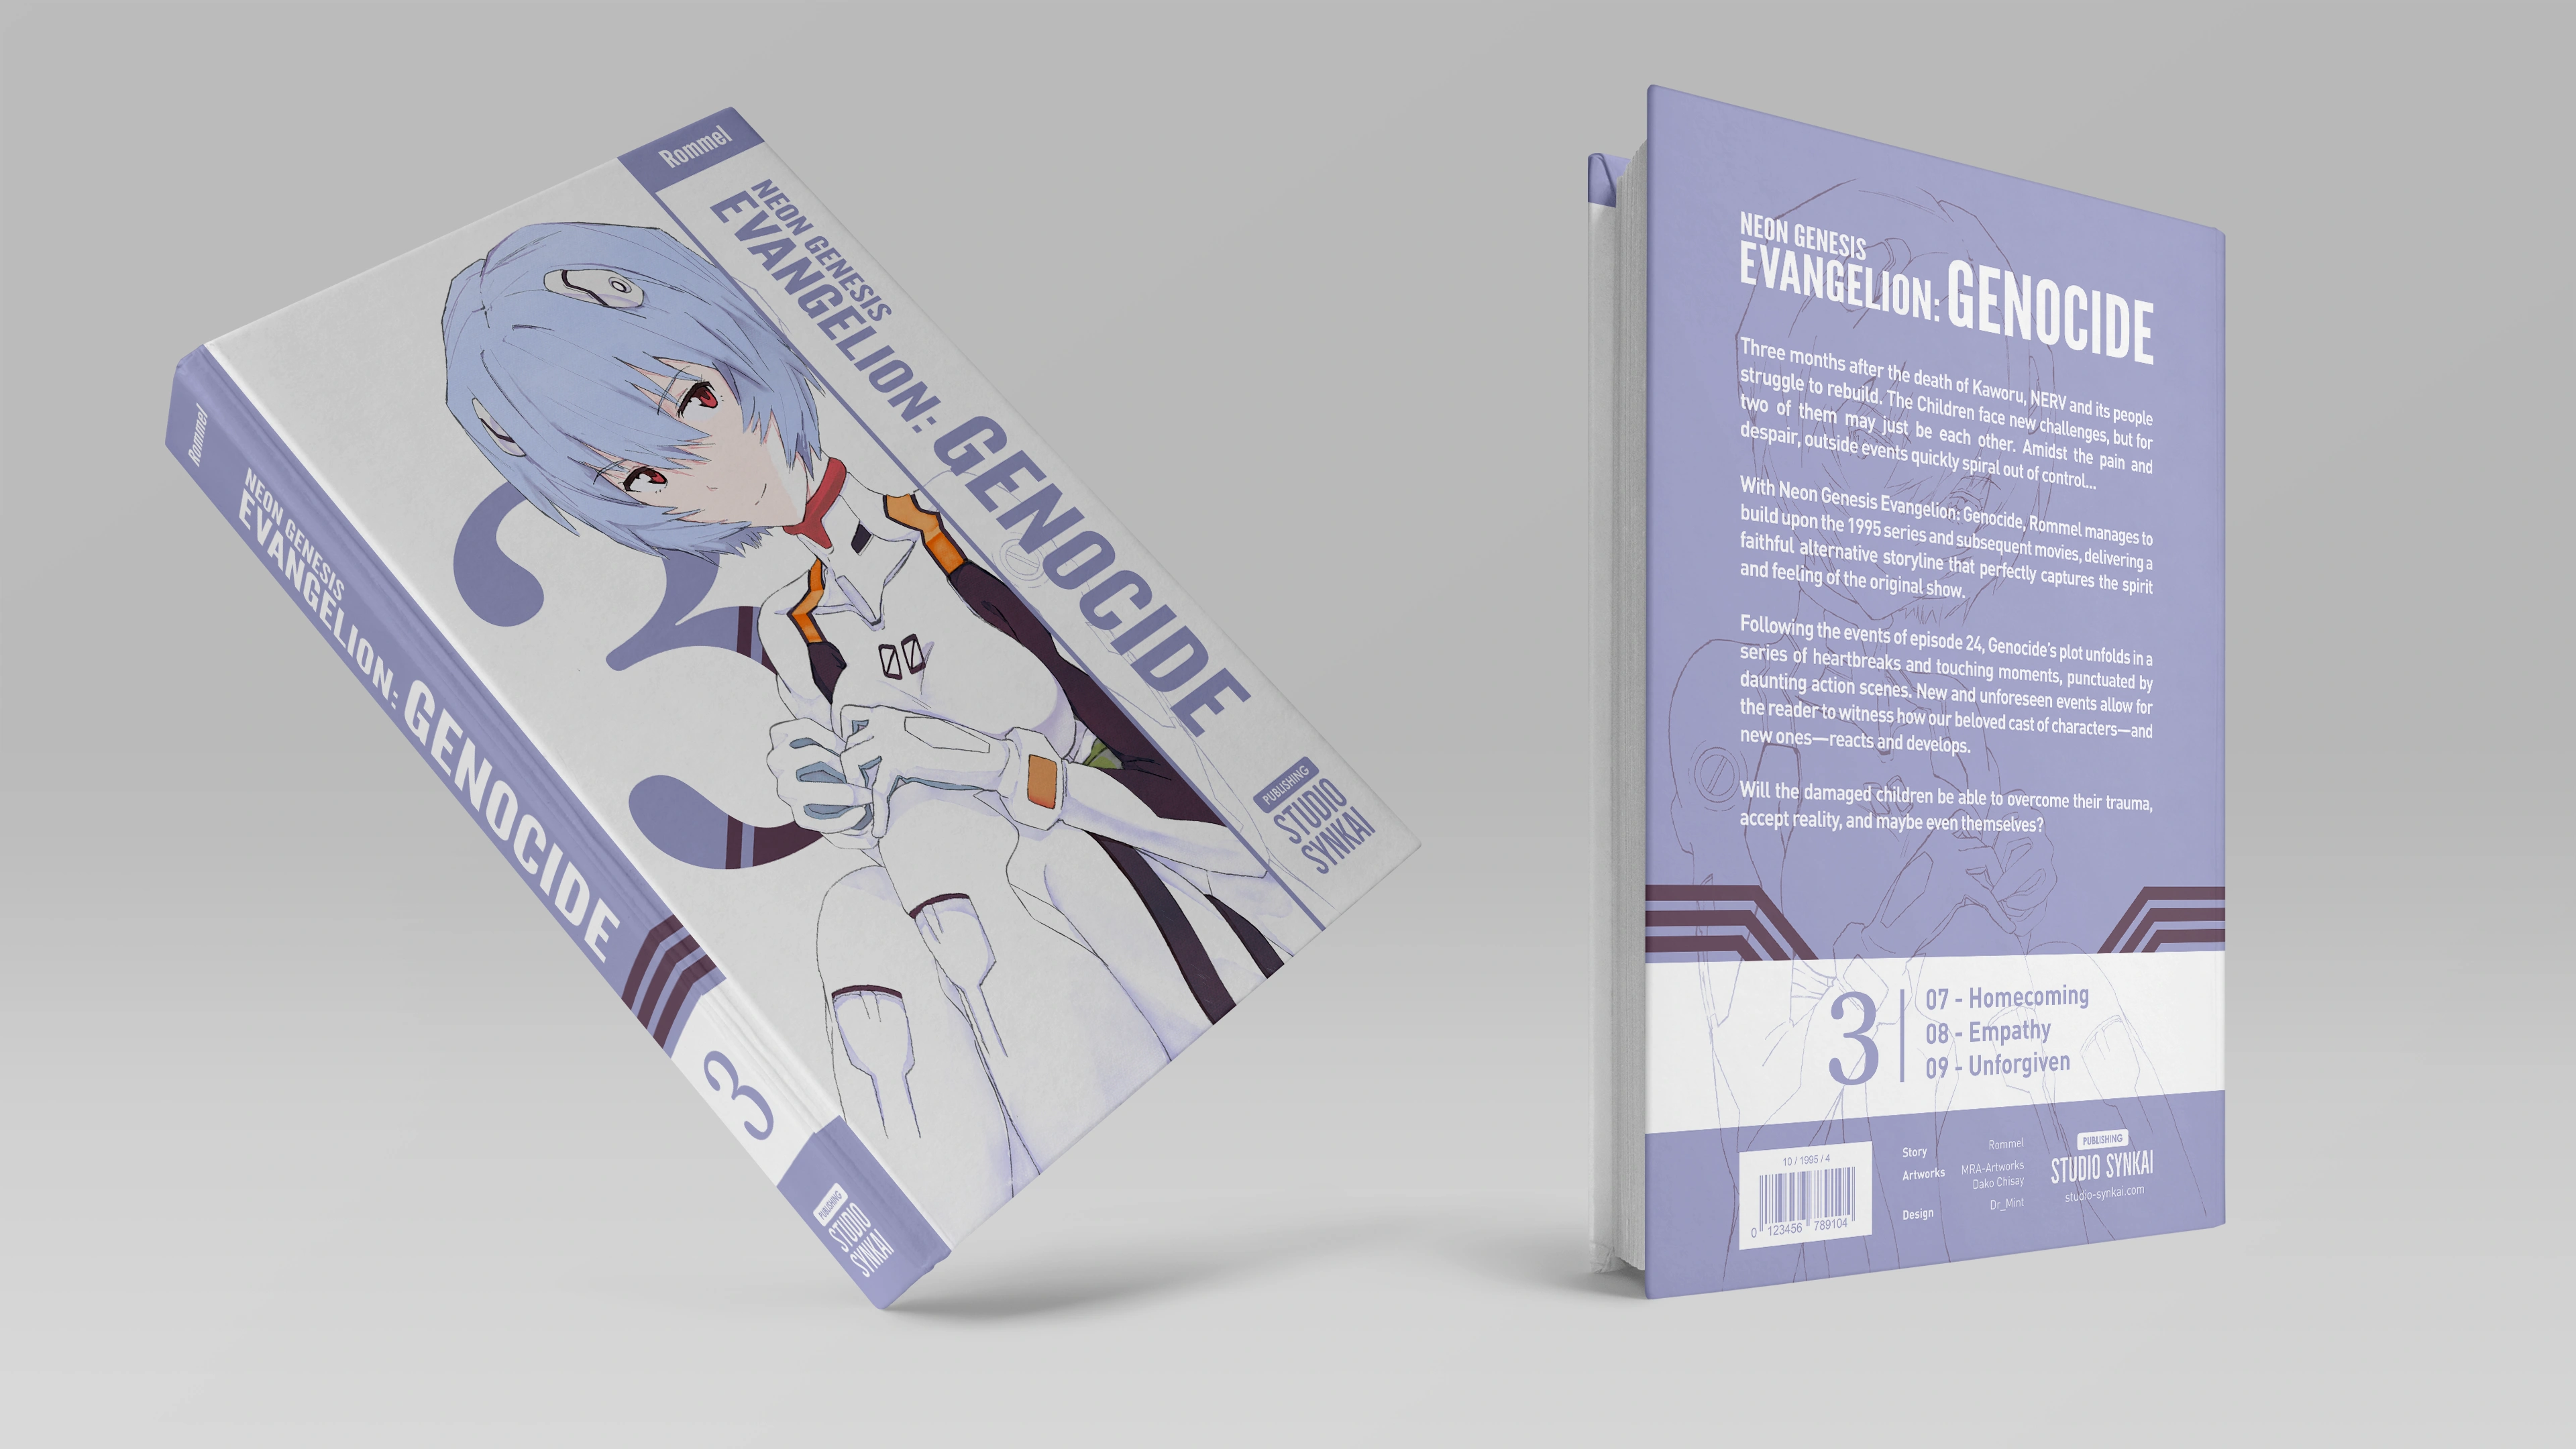 Rommel
NEON GENESIS
EVANGELION: GENOCIDE
00
3
PUBLISHING
STUDIO
SYNKAI
Rommel
NEON GENESIS
EVANGELION: GENOCIDE
3
PUBLISHING
STUDIO
SYNKAI
NEON GENESIS
EVANGELION: GENOCIDE
Three months after the death of Kaworu, NERV and its people
struggle to rebuild. The Children face new challenges, but for
two of them may just be each other. Amidst the pain and
despair, outside events quickly spiral out of control...
With Neon Genesis Evangelion: Genocide, Rommel manages to
build upon the 1995 series and subsequent movies, delivering a
faithful alternative storyline that perfectly captures the spirit
and feeling of the original show.
Following the events of episode 24, Genocide's plot unfolds in a
series of heartbreaks and touching moments, punctuated by
daunting action scenes. New and unforeseen events allow for
the reader to witness how our beloved cast of characters—and
new ones—reacts and develops.
Will the damaged children be able to overcome their trauma,
accept reality, and maybe even themselves?
3
07 - Homecoming
08 - Empathy
09 - Unforgiven
10 / 1995 / 4
0 123456 789104
Story Rommel
Artworks MRA-Artworks
Dako Chisay
Design Dr_Mint
PUBLISHING
STUDIO SYNKAI
studio-synkai.com